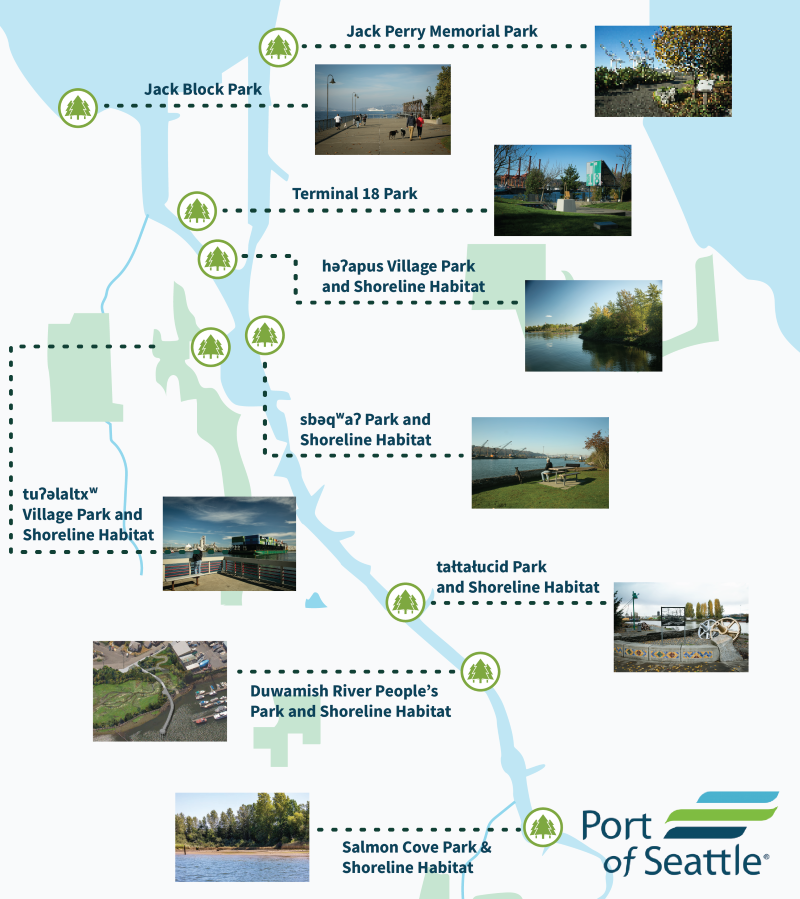 Jack Perry Memorial Park
Jack Block Park
Terminal 18 Park
həʔapus Village Park
and Shoreline Habitat
sbəqʷaʔ Park and
Shoreline Habitat
tuʔəlaltxʷ
Village Park and
Shoreline Habitat
tałtałucid Park
and Shoreline Habitat
Duwamish River People's
Park and Shoreline Habitat
Salmon Cove Park &
Shoreline Habitat
Port
of Seattle®